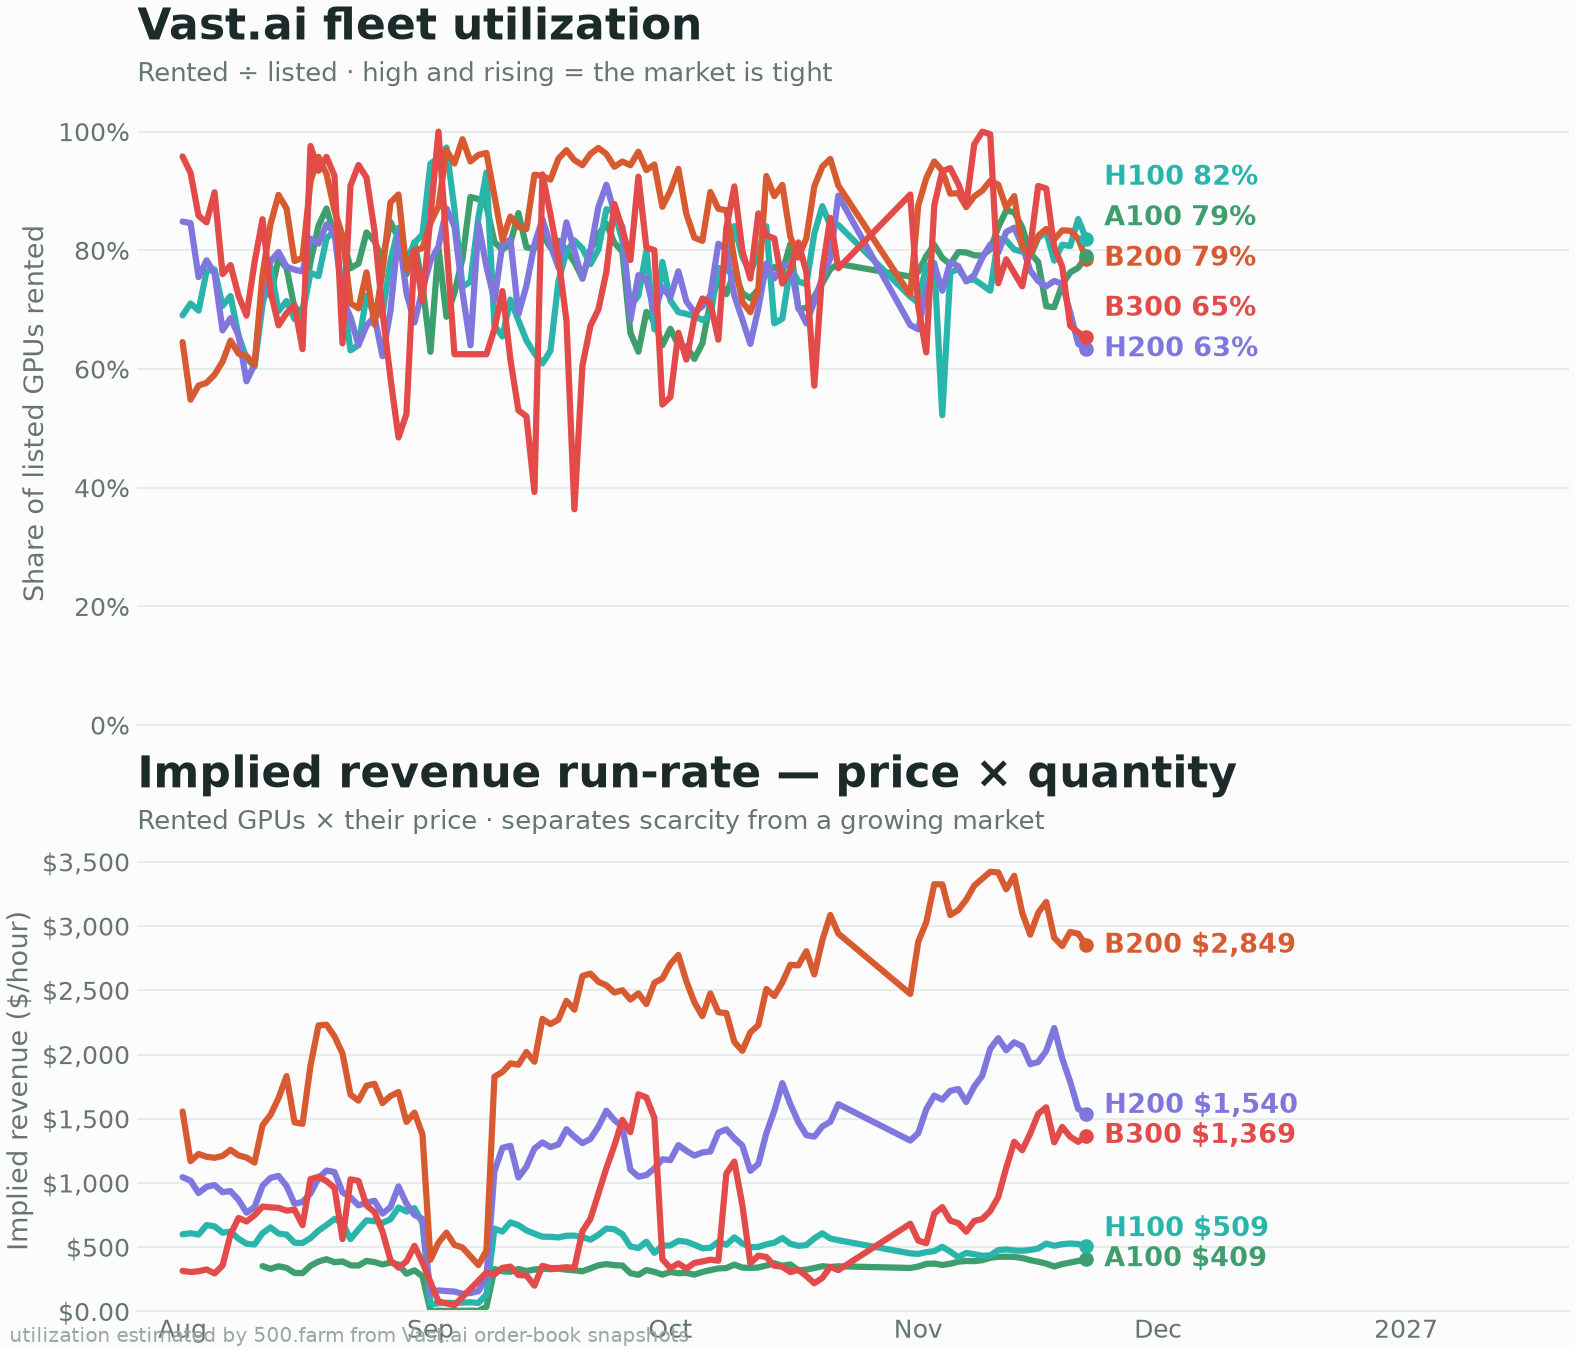 Vast.ai fleet utilization
Rented ÷ listed · high and rising = the market is tight
Share of listed GPUs rented
100%
80%
60%
40%
20%
0%
H100 82%
A100 79%
B200 79%
B300 65%
H200 63%
Implied revenue run-rate — price × quantity
Rented GPUs × their price · separates scarcity from a growing market
Implied revenue ($/hour)
$3,500
$3,000
$2,500
$2,000
$1,500
$1,000
$500
$0.00
B200 $2,849
H200 $1,540
B300 $1,369
H100 $509
A100 $409
Aug Sep Oct Nov Dec 2027
utilization estimated by 500.farm from Vast.ai order-book snapshots